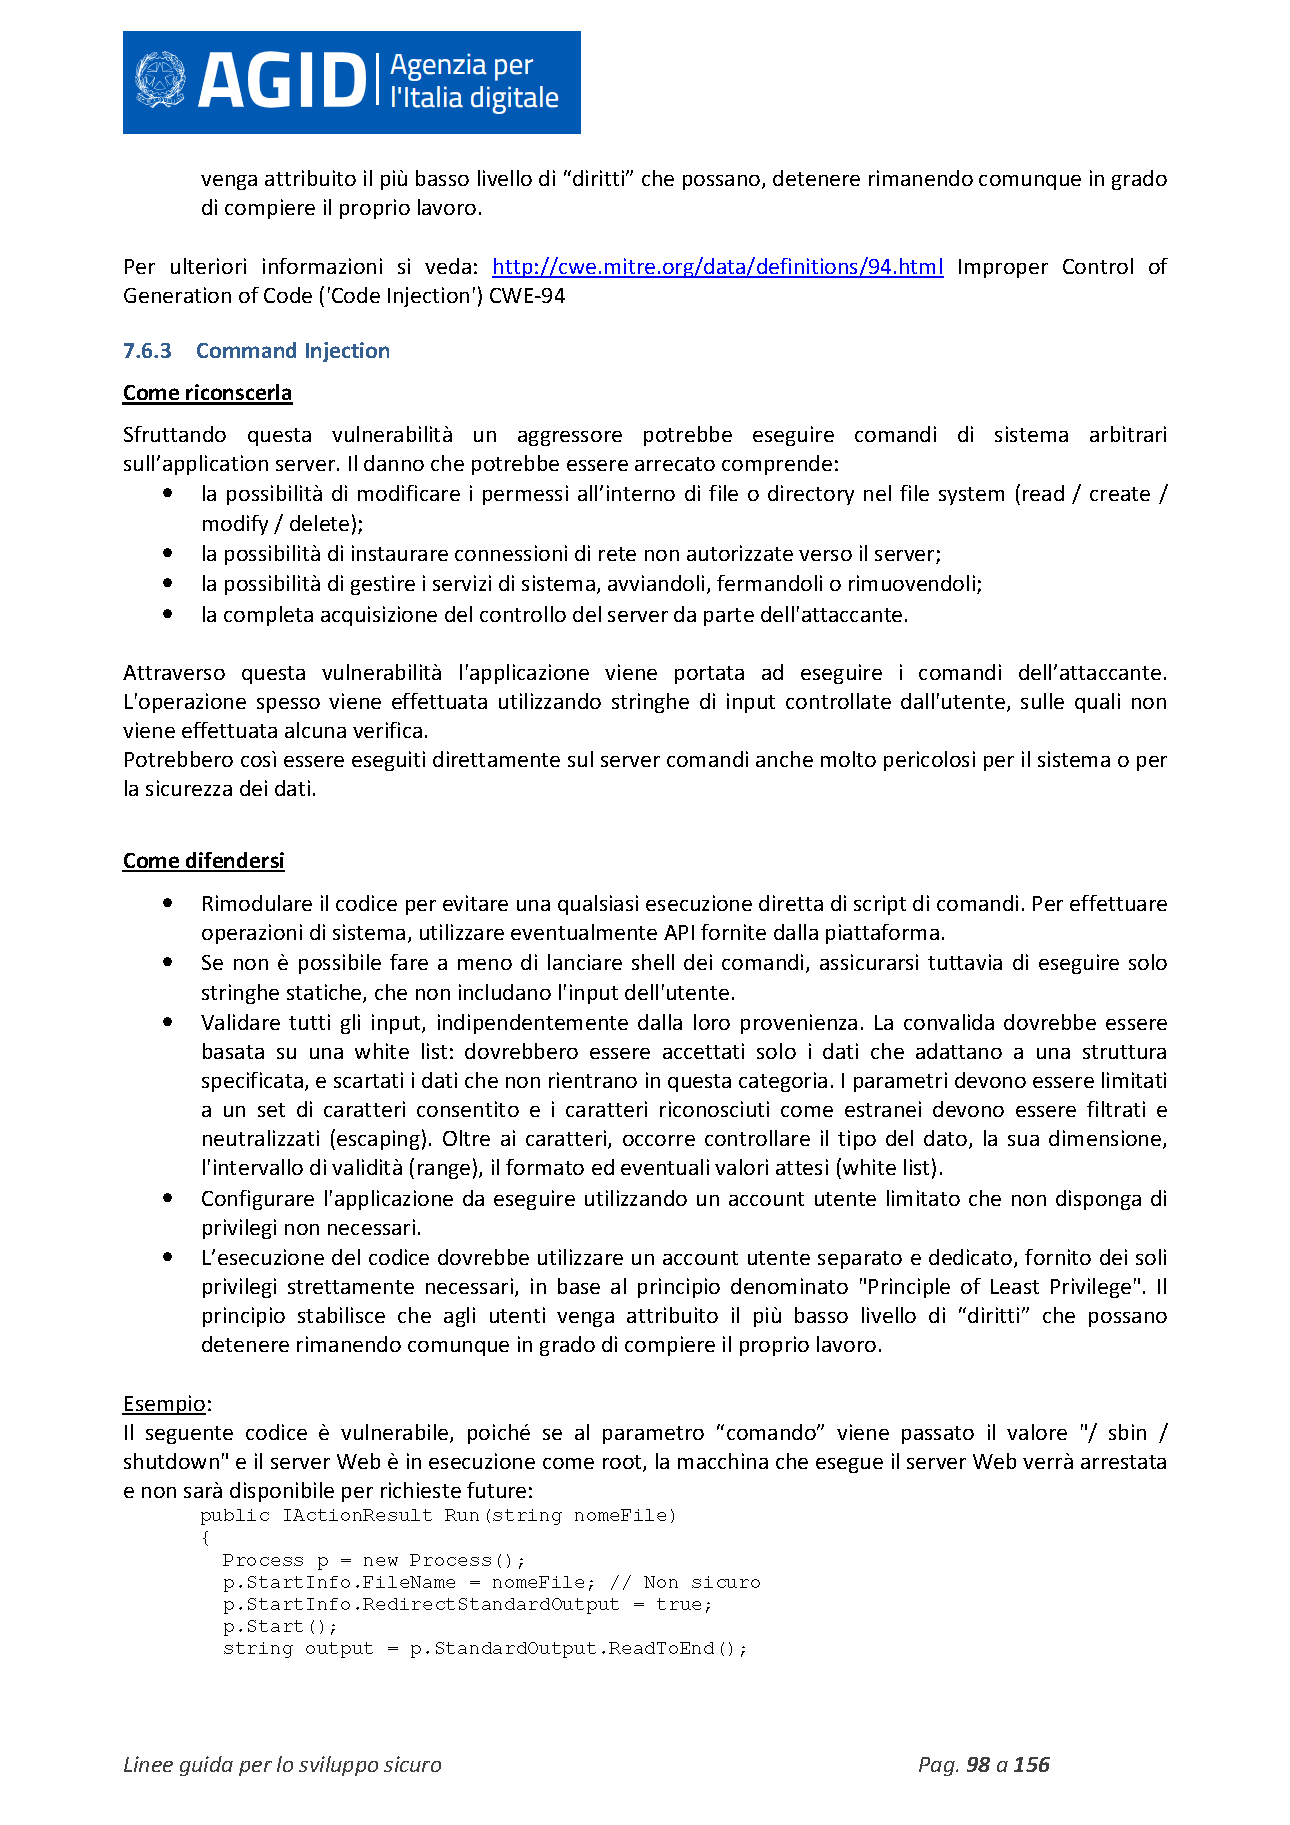 AGID Agenzia per
l'Italia digitale
venga attribuito il più basso livello di “diritti” che possano, detenere rimanendo comunque in grado
di compiere il proprio lavoro.
Per ulteriori informazioni si veda: http://cwe.mitre.org/data/definitions/94.html Improper Control of
Generation of Code ('Code Injection') CWE-94
7.6.3 Command Injection
Come riconscerla
Sfruttando questa vulnerabilità un aggressore potrebbe eseguire comandi di sistema arbitrari
sull’application server. Il danno che potrebbe essere arrecato comprende:
• la possibilità di modificare i permessi all’interno di file o directory nel file system (read / create /
modify / delete);
• la possibilità di instaurare connessioni di rete non autorizzate verso il server;
• la possibilità di gestire i servizi di sistema, avviandoli, fermandoli o rimuovendoli;
• la completa acquisizione del controllo del server da parte dell'attaccante.
Attraverso questa vulnerabilità l'applicazione viene portata ad eseguire i comandi dell’attaccante.
L'operazione spesso viene effettuata utilizzando stringhe di input controllate dall'utente, sulle quali non
viene effettuata alcuna verifica.
Potrebbero così essere eseguiti direttamente sul server comandi anche molto pericolosi per il sistema o per
la sicurezza dei dati.
Come difendersi
• Rimodulare il codice per evitare una qualsiasi esecuzione diretta di script di comandi. Per effettuare
operazioni di sistema, utilizzare eventualmente API fornite dalla piattaforma.
• Se non è possibile fare a meno di lanciare shell dei comandi, assicurarsi tuttavia di eseguire solo
stringhe statiche, che non includano l'input dell'utente.
• Validare tutti gli input, indipendentemente dalla loro provenienza. La convalida dovrebbe essere
basata su una white list: dovrebbero essere accettati solo i dati che adattano a una struttura
specificata, e scartati i dati che non rientrano in questa categoria. I parametri devono essere limitati
a un set di caratteri consentito e i caratteri riconosciuti come estranei devono essere filtrati e
neutralizzati (escaping). Oltre ai caratteri, occorre controllare il tipo del dato, la sua dimensione,
l'intervallo di validità (range), il formato ed eventuali valori attesi (white list).
• Configurare l'applicazione da eseguire utilizzando un account utente limitato che non disponga di
privilegi non necessari.
• L’esecuzione del codice dovrebbe utilizzare un account utente separato e dedicato, fornito dei soli
privilegi strettamente necessari, in base al principio denominato "Principle of Least Privilege". Il
principio stabilisce che agli utenti venga attribuito il più basso livello di “diritti” che possano
detenere rimanendo comunque in grado di compiere il proprio lavoro.
Esempio:
Il seguente codice è vulnerabile, poiché se al parametro “comando” viene passato il valore "/ sbin /
shutdown" e il server Web è in esecuzione come root, la macchina che esegue il server Web verrà arrestata
e non sarà disponibile per richieste future:
public IActionResult Run(string nomeFile)
{
Process p = new Process();
p.StartInfo.FileName = nomeFile; // Non sicuro
p.StartInfo.RedirectStandardOutput = true;
p.Start();
string output = p.StandardOutput.ReadToEnd();
Linee guida per lo sviluppo sicuro Pag. 98 a 156